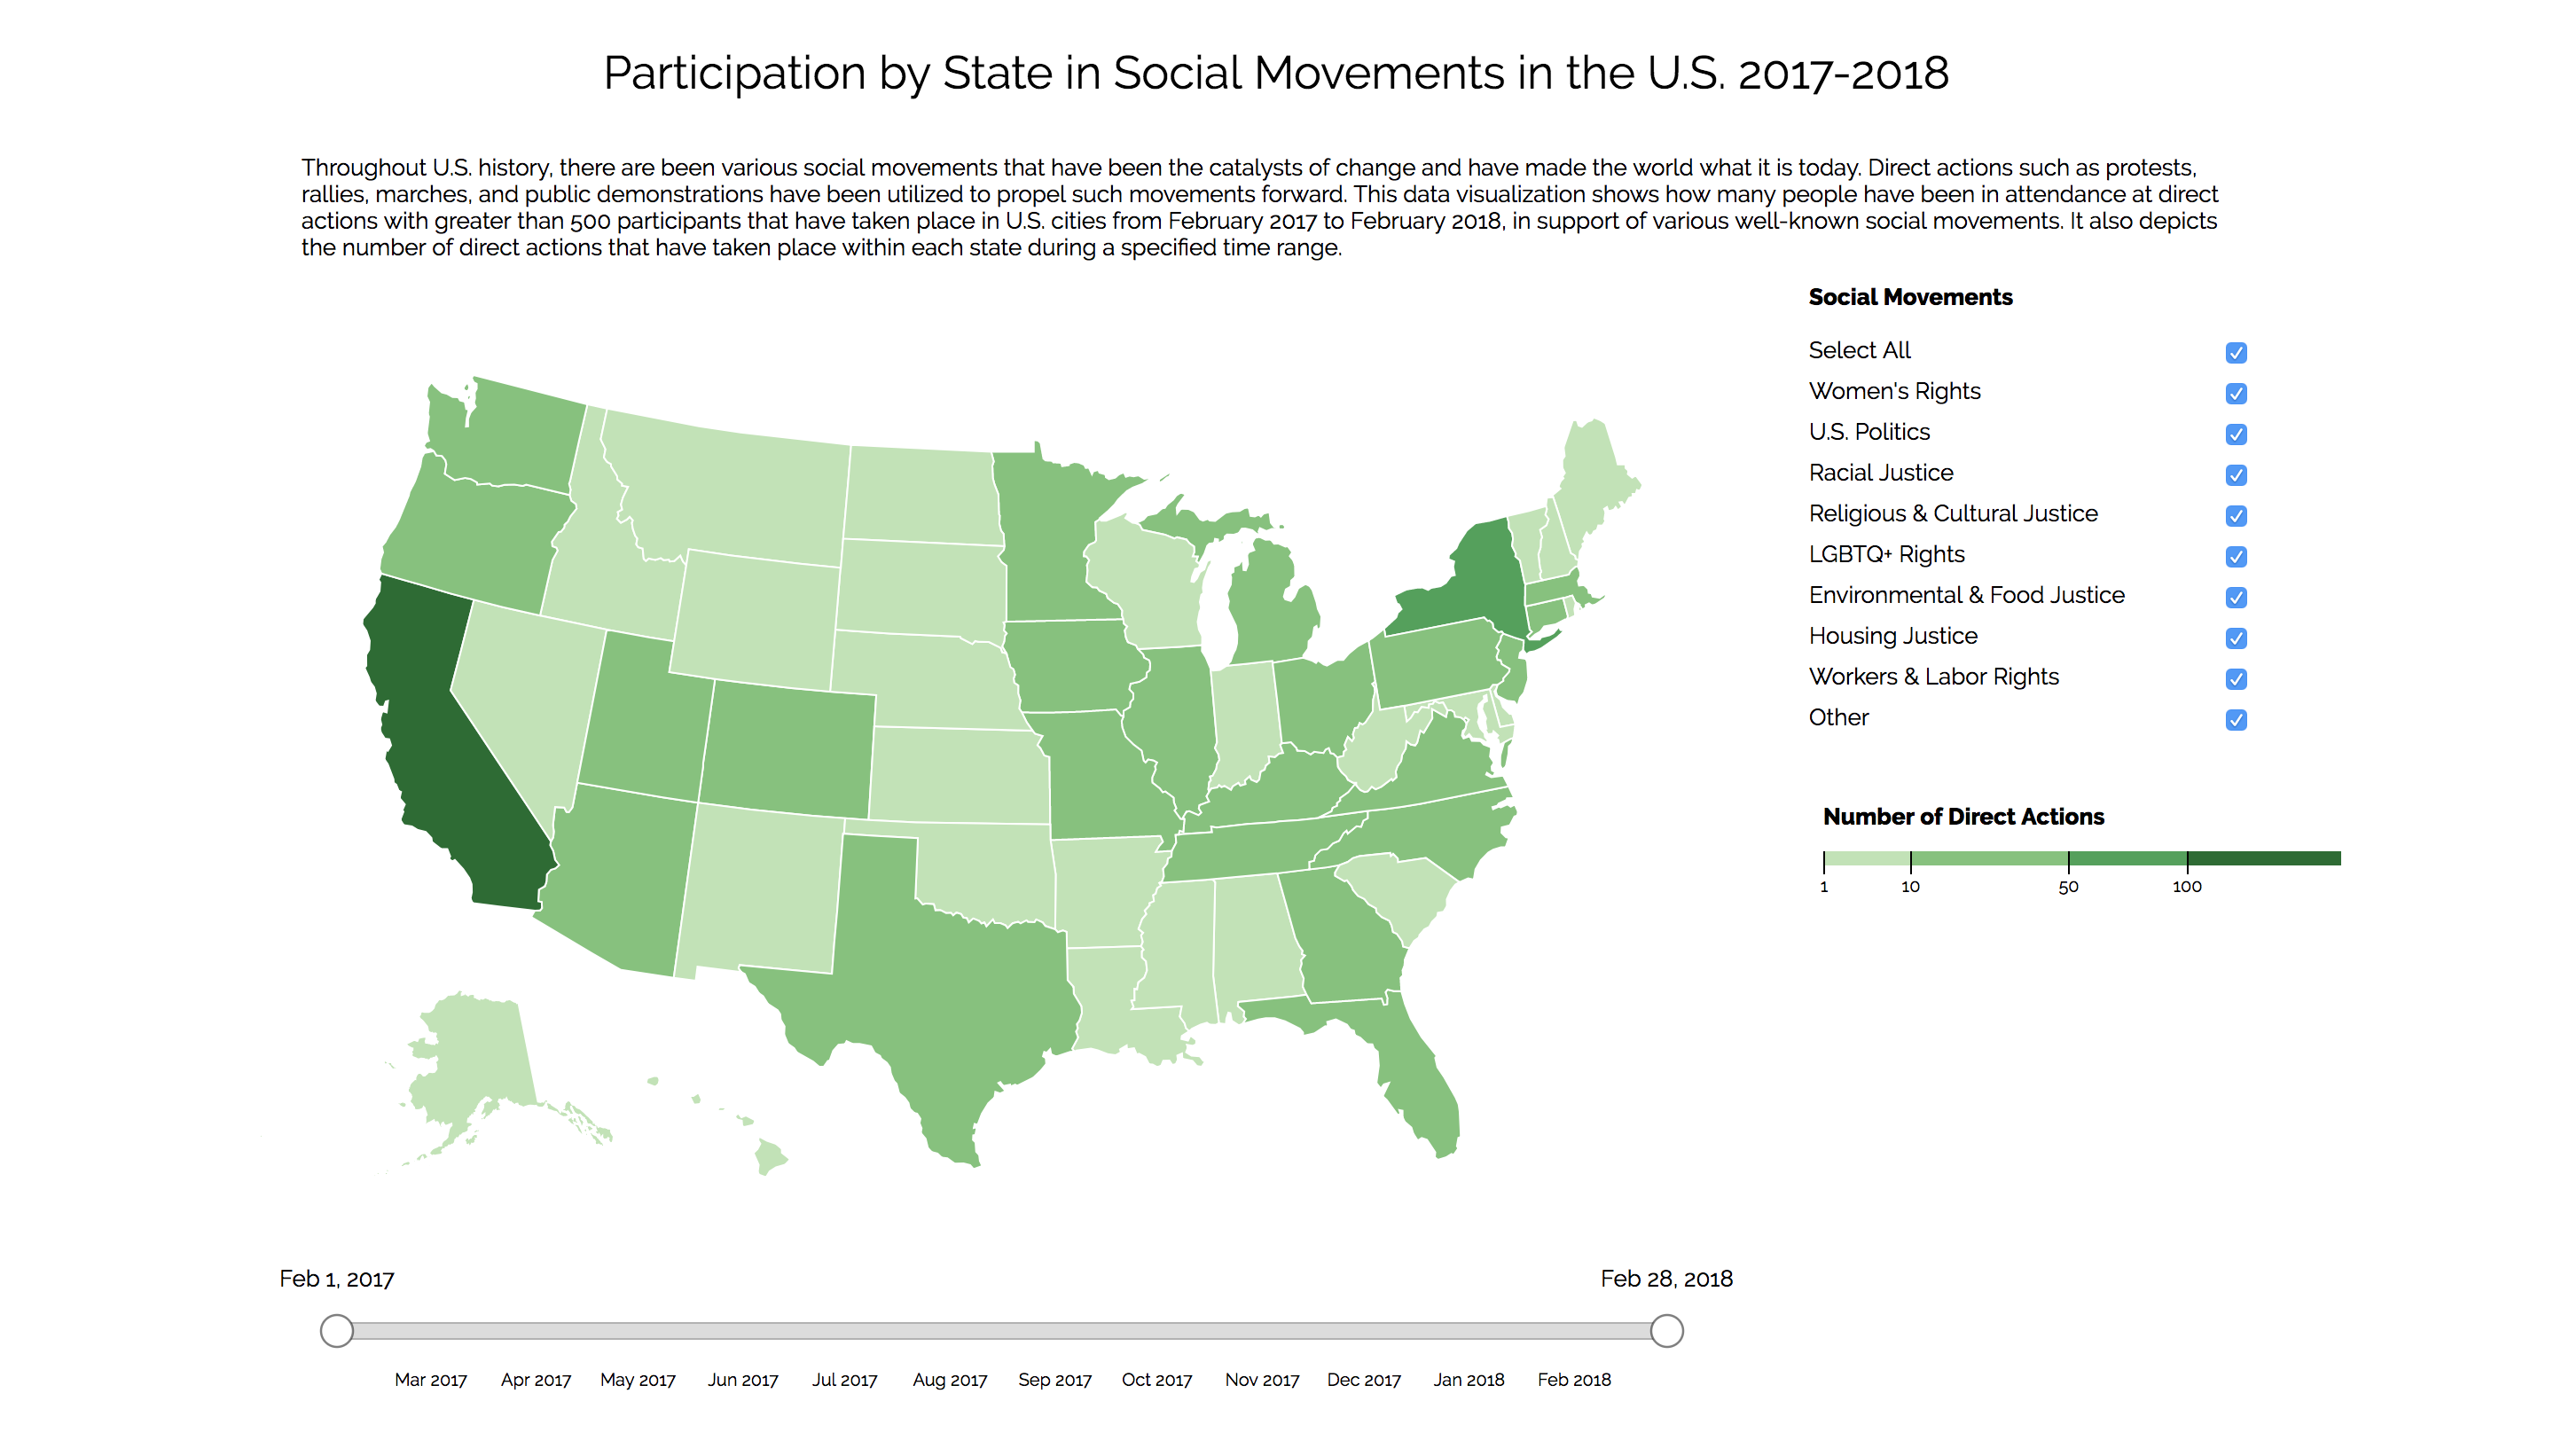 Participation by State in Social Movements in the U.S. 2017-2018
Throughout U.S. history, there are been various social movements that have been the catalysts of change and have made the world what it is today. Direct actions such as protests,
rallies, marches, and public demonstrations have been utilized to propel such movements forward. This data visualization shows how many people have been in attendance at direct
actions with greater than 500 participants that have taken place in U.S. cities from February 2017 to February 2018, in support of various well-known social movements. It also depicts
the number of direct actions that have taken place within each state during a specified time range.
Social Movements
Select All
Women's Rights
U.S. Politics
Racial Justice
Religious & Cultural Justice
LGBTQ+ Rights
Environmental & Food Justice
Housing Justice
Workers & Labor Rights
Other
Number of Direct Actions
1 10 50 100
Feb 1, 2017 Feb 28, 2018
Mar 2017 Apr 2017 May 2017 Jun 2017 Jul 2017 Aug 2017 Sep 2017 Oct 2017 Nov 2017 Dec 2017 Jan 2018 Feb 2018